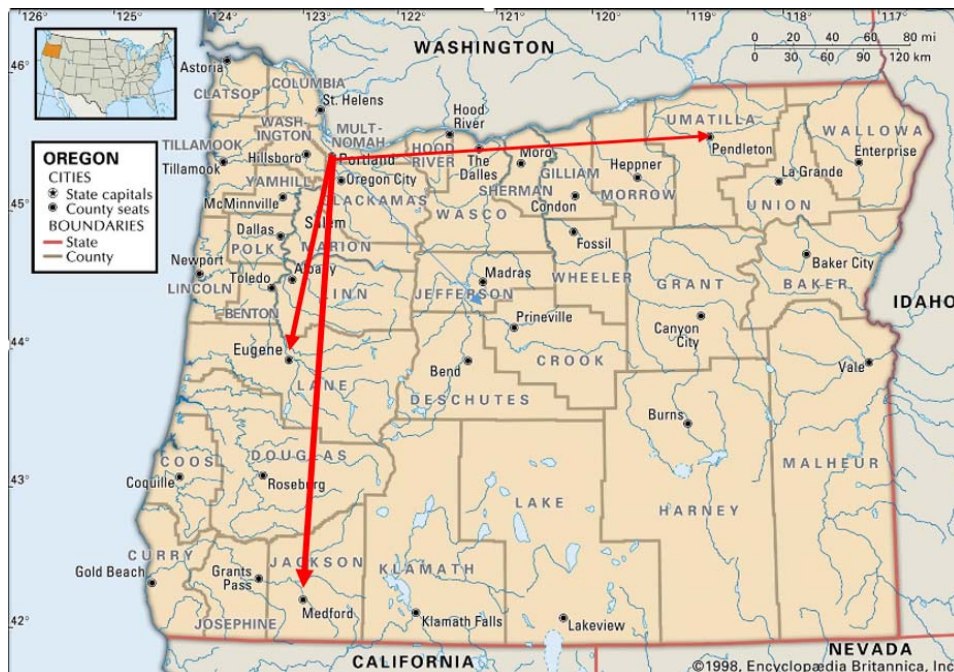 126° 125° 124° 123° 122° 121° 120° 119° 118° 117°
WASHINGTON
IDAHO
0 20 40 60 80 mi
0 30 60 90 120 km
46°
Astoria
CLATSOP
COLUMBIA
St. Helens
WASH-
INGTON
MULT-
NOMAH
Hood
River
HOOD
RIVER
UMATILLA
WALLOWA
OREGON
CITIES
State capitals
County seats
BOUNDARIES
State
County
TILLAMOOK
Tillamook
Hillsboro
Portland
The
Dalles
Moro
Pendleton
Enterprise
Oregon City
YAMHILL
CLACKAMAS
SHERMAN
GILLIAM
Heppner
MORROW
La Grande
McMinnville
Condon
UNION
45°
Salem
WASCO
Dallas
POLK
MARION
Fossil
Newport
Toledo
Albany
Madras
WHEELER
GRANT
Baker City
BAKER
LINCOLN
LINN
JEFFERSON
BENTON
Prineville
Canyon
City
44°
Eugene
LANE
Bend
CROOK
Vale
DESCHUTES
Burns
DOUGLAS
COOS
Coquille
Roseburg
43°
MALHEUR
LAKE
HARNEY
CURRY
Gold Beach
Grants
Pass
JACKSON
KLAMATH
Medford
Klamath Falls
Lakeview
JOSEPHINE
42°
CALIFORNIA
NEVADA
©1998, Encyclopædia Britannica, Inc